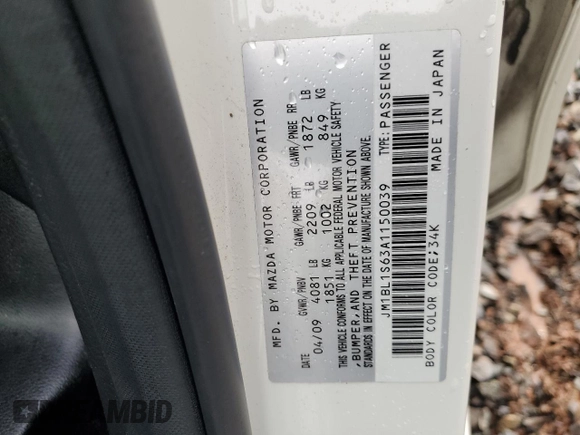 MFD. BY MAZDA MOTOR CORPORATION
DATE GVWR/PNBV GAWR/PNBE FRT GAWR/PNBE RR
04/09 4081 LB 2209 LB 1872 LB
1851 KG 1002 KG 849 KG
THIS VEHICLE CONFORMS TO ALL APPLICABLE FEDERAL MOTOR VEHICLE SAFETY
,BUMPER,AND THEFT PREVENTION
STANDARDS IN EFFECT ON THE DATE OF MANUFACTURE SHOWN ABOVE.
JM1BL1S63A1150039 TYPE: PASSENGER
BODY COLOR CODE:34K MADE IN JAPAN